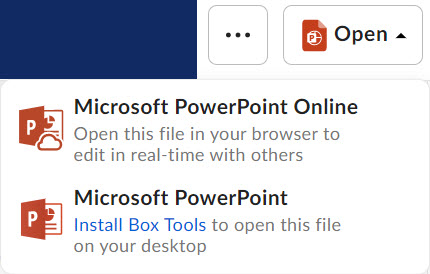 Open
Microsoft PowerPoint Online
Open this file in your browser to
edit in real-time with others
Microsoft PowerPoint
Install Box Tools to open this file
on your desktop